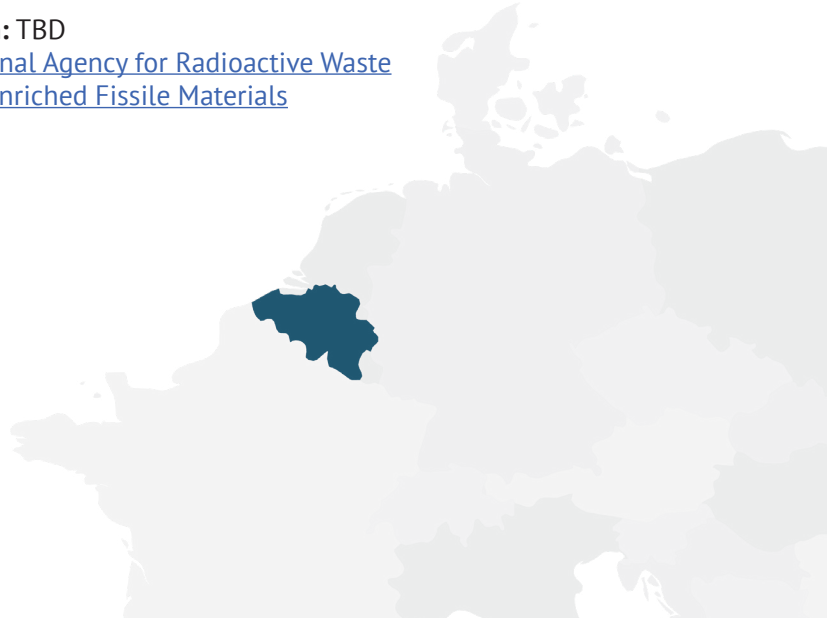 : TBD
nal Agency for Radioactive Waste
nriched Fissile Materials